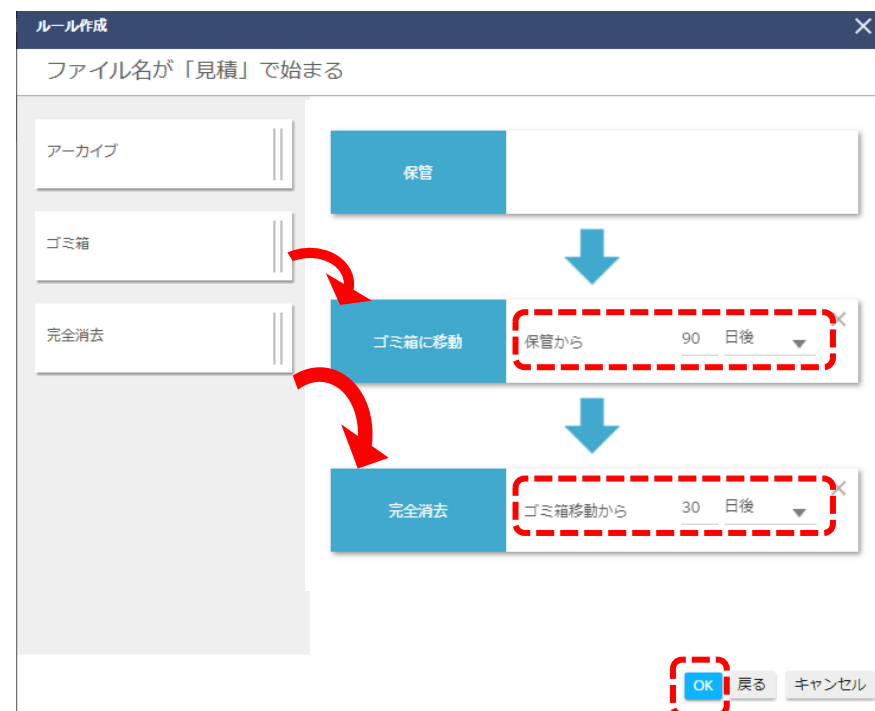 ルール作成
ファイル名が「見積」で始まる
アーカイブ
ゴミ箱
完全消去
保管
ゴミ箱に移動 保管から 90 日後
完全消去 ゴミ箱移動から 30 日後
OK 戻る キャンセル